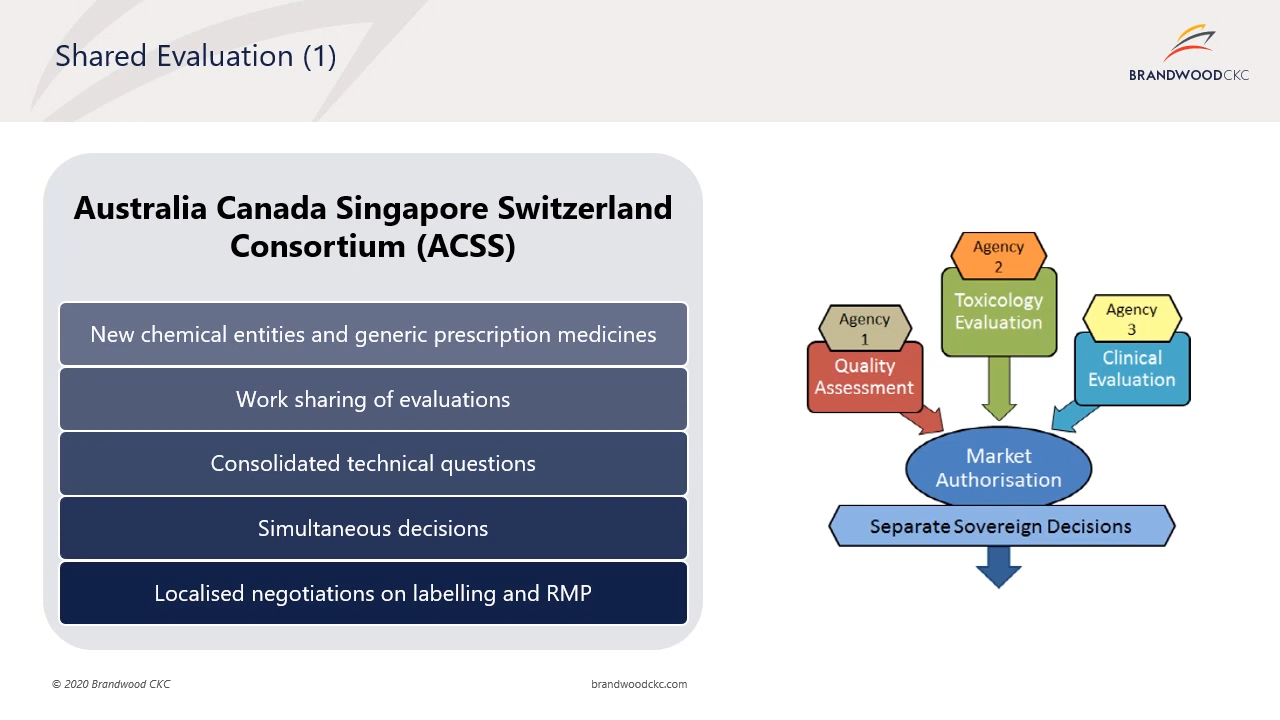 Shared Evaluation (1)
BRANDWOODCKC
Australia Canada Singapore Switzerland
Consortium (ACSS)
New chemical entities and generic prescription medicines
Work sharing of evaluations
Consolidated technical questions
Simultaneous decisions
Localised negotiations on labelling and RMP
Agency
1
Quality
Assessment
Agency
2
Toxicology
Evaluation
Agency
3
Clinical
Evaluation
Market
Authorisation
Separate Sovereign Decisions
© 2020 Brandwood CKC
brandwoodckc.com